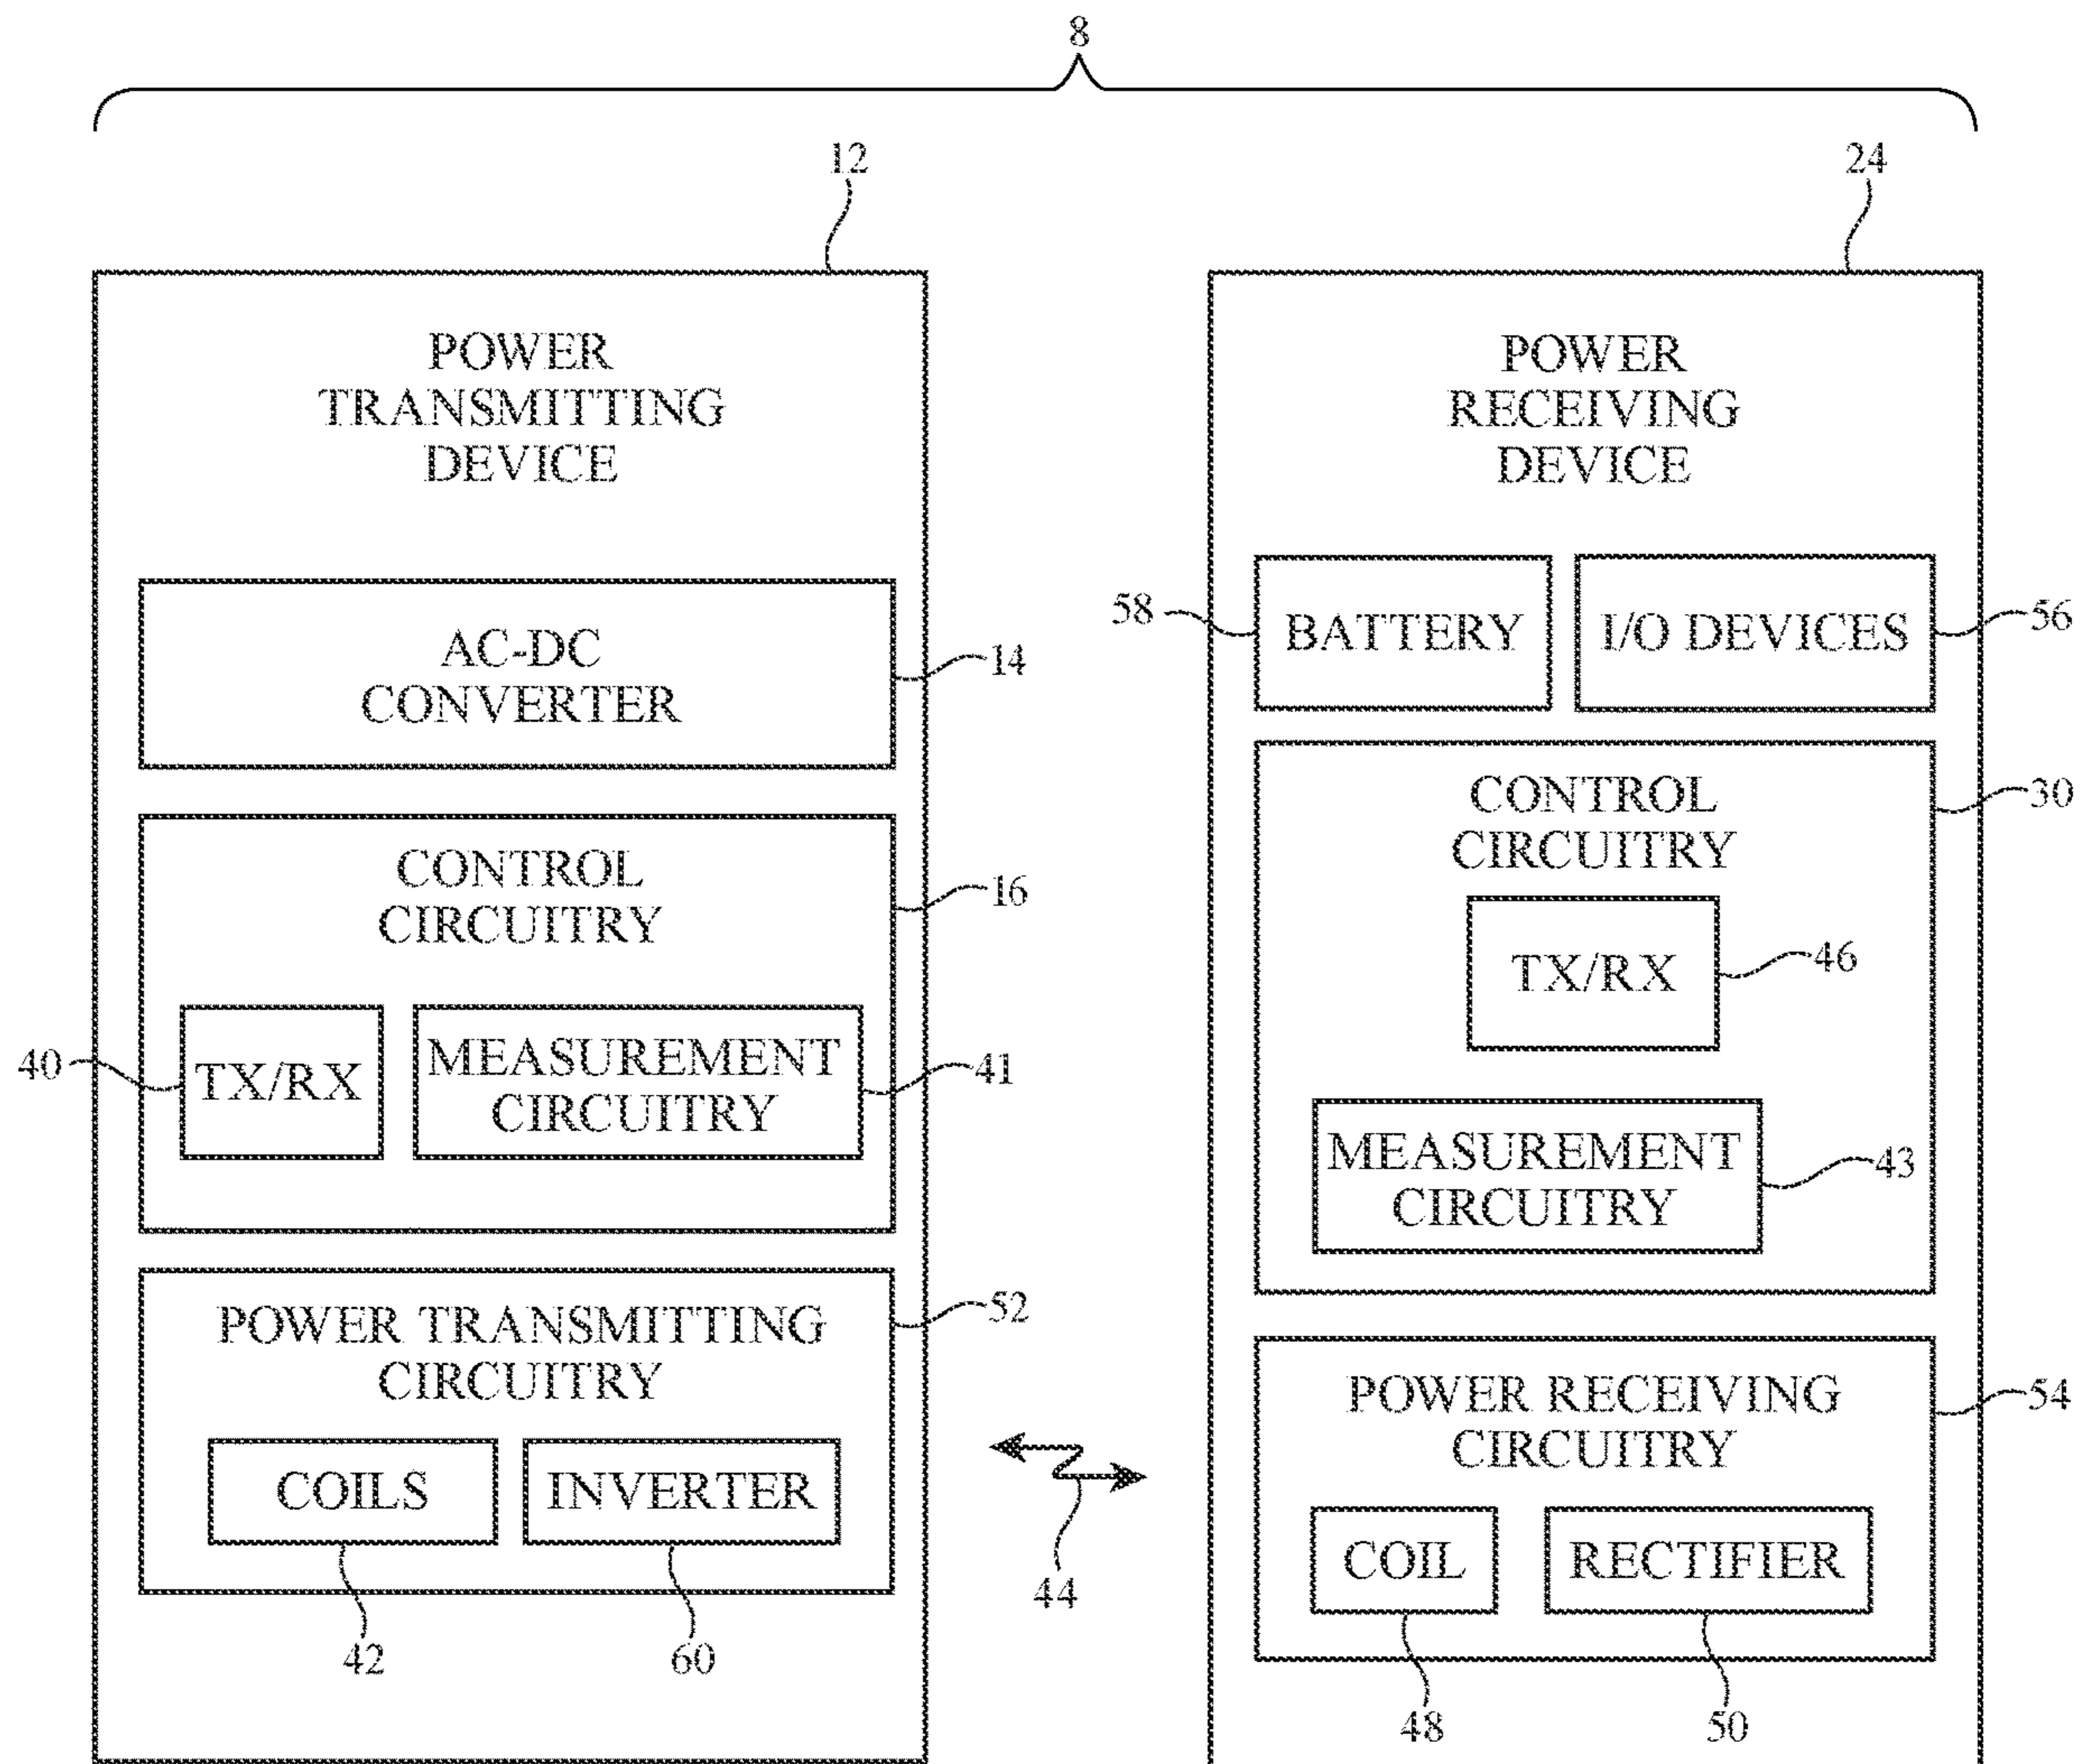 8
12
24
POWER
TRANSMITTING
DEVICE
AC-DC
CONVERTER
14
CONTROL
CIRCUITRY
16
40
TX/RX
MEASUREMENT
CIRCUITRY
41
POWER TRANSMITTING
CIRCUITRY
52
COILS
INVERTER
42
60
44
POWER
RECEIVING
DEVICE
58
BATTERY
I/O DEVICES
56
CONTROL
CIRCUITRY
30
TX/RX
46
MEASUREMENT
CIRCUITRY
43
POWER RECEIVING
CIRCUITRY
54
COIL
RECTIFIER
48
50